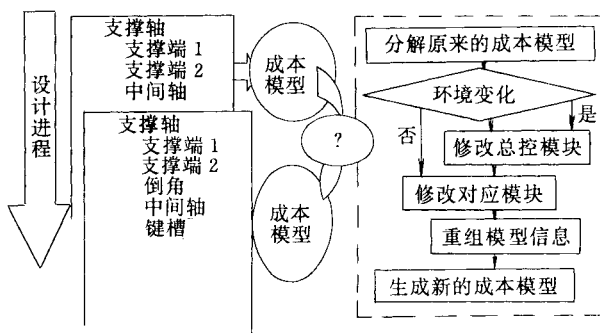 设计进程
支撑轴
支撑端 1
支撑端 2
中间轴
成本
模型
支撑轴
支撑端 1
支撑端 2
倒角
中间轴
键槽
成本
模型
?
分解原来的成本模型
环境变化
否
是
修改总控模块
修改对应模块
重组模型信息
生成新的成本模型